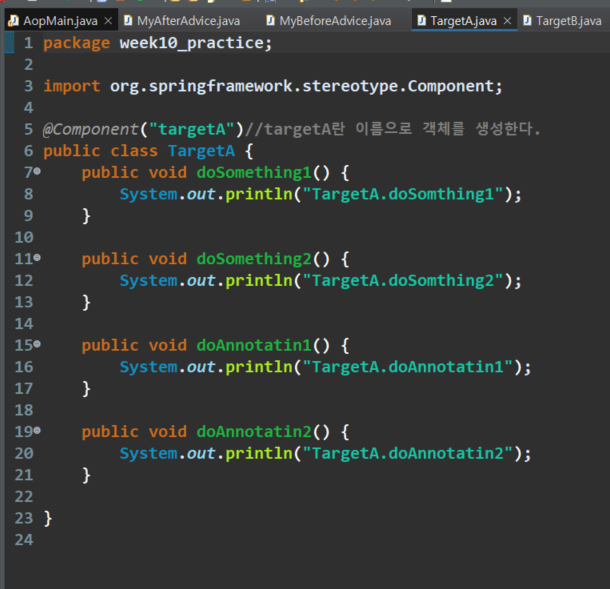 AopMain.java MyAfterAdvice.java MyBeforeAdvice.java TargetA.java TargetB.java
1 package week10_practice;
2
3 import org.springframework.stereotype.Component;
4
5 @Component("targetA")//targetA란 이름으로 객체를 생성한다.
6 public class TargetA {
7 public void doSomething1() {
8 System.out.println("TargetA.doSomthing1");
9 }
10
11 public void doSomething2() {
12 System.out.println("TargetA.doSomthing2");
13 }
14
15 public void doAnnotatin1() {
16 System.out.println("TargetA.doAnnotatin1");
17 }
18
19 public void doAnnotatin2() {
20 System.out.println("TargetA.doAnnotatin2");
21 }
22
23 }
24